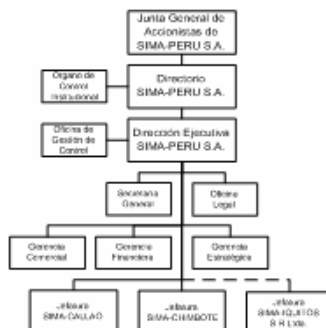 Junta General de
Accionistas de
SIMA-PERU S.A.
Organo de
Control
Institucional
Directorio
SIMA-PERU S.A.
Oficina de
Gestión de
Control
Dirección Ejecutiva
SIMA-PERU S.A.
Secretaria
General
Oficina
Legal
Gerencia
Comercial
Gerencia
Financiera
Gerencia
Estratégica
Jefatura
SIMA-CALLAO
Jefatura
SIMA-CHIMBOTE
Jefatura
SIMA-IQUITOS
S.R.Ltda.